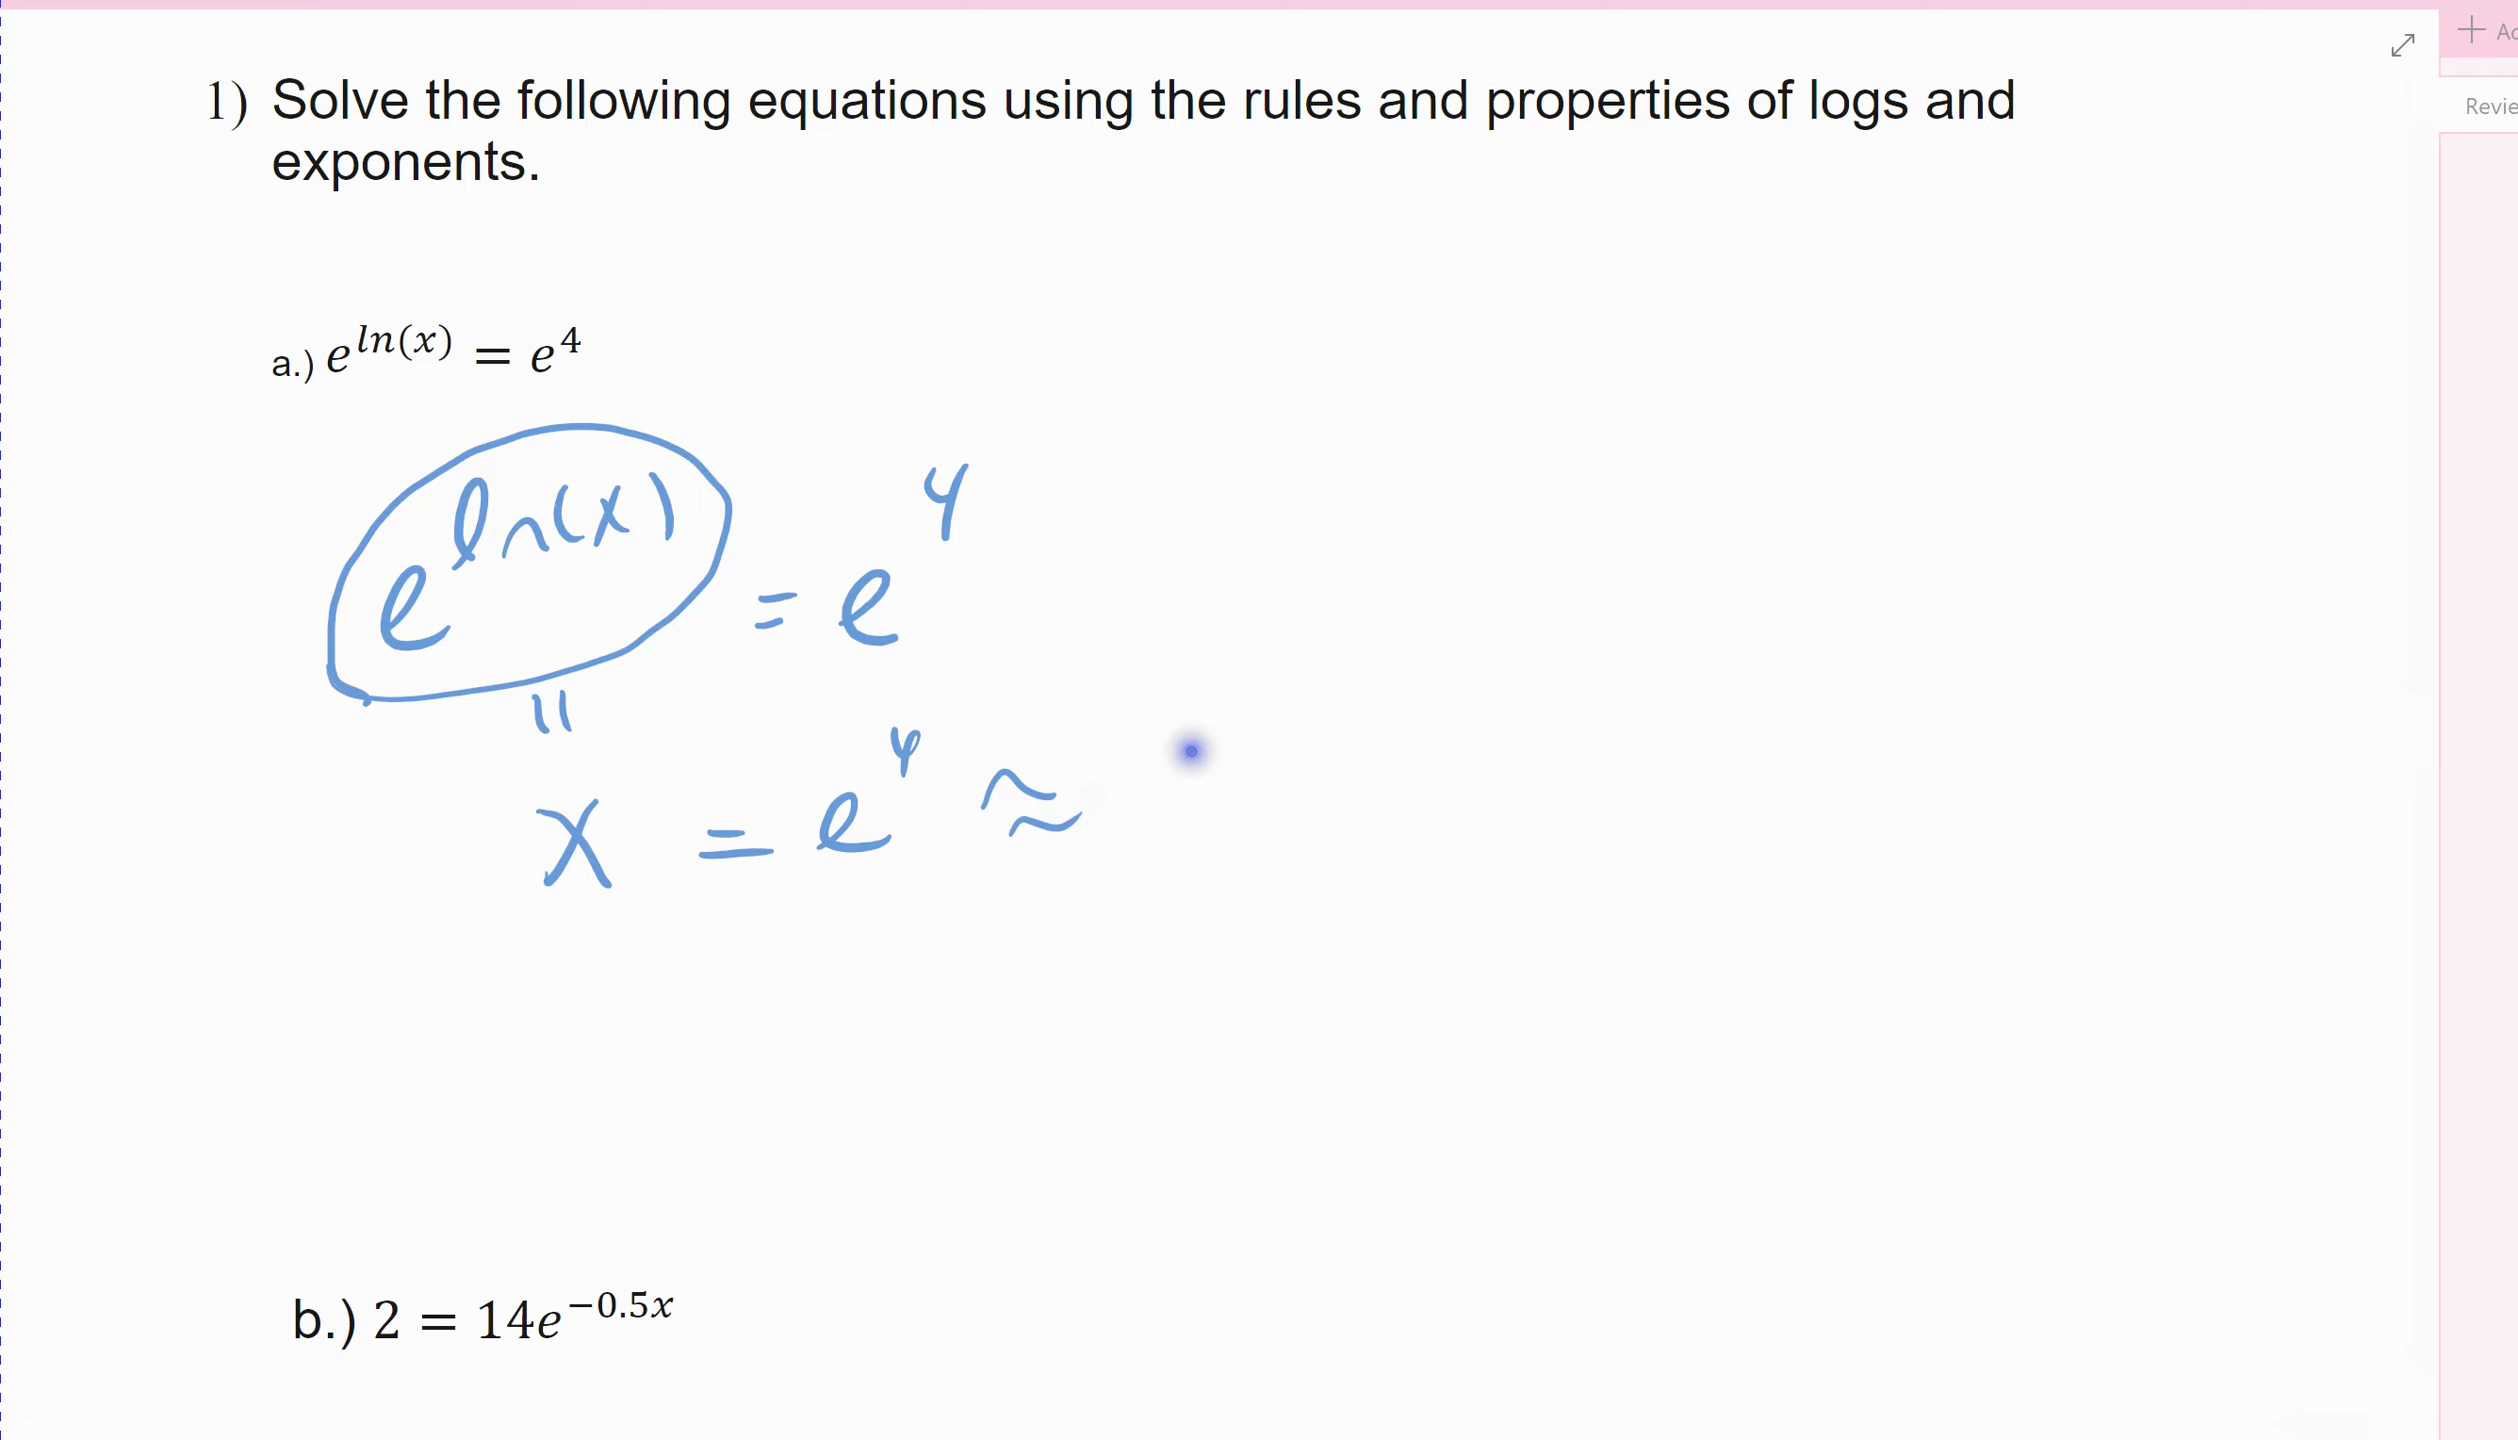 1) Solve the following equations using the rules and properties of logs and
exponents.
a.) e^{ln(x)} = e^4
e^{ln(x)} = e^4
=
x = e^4 ≈
b.) 2 = 14e^{−0.5x}